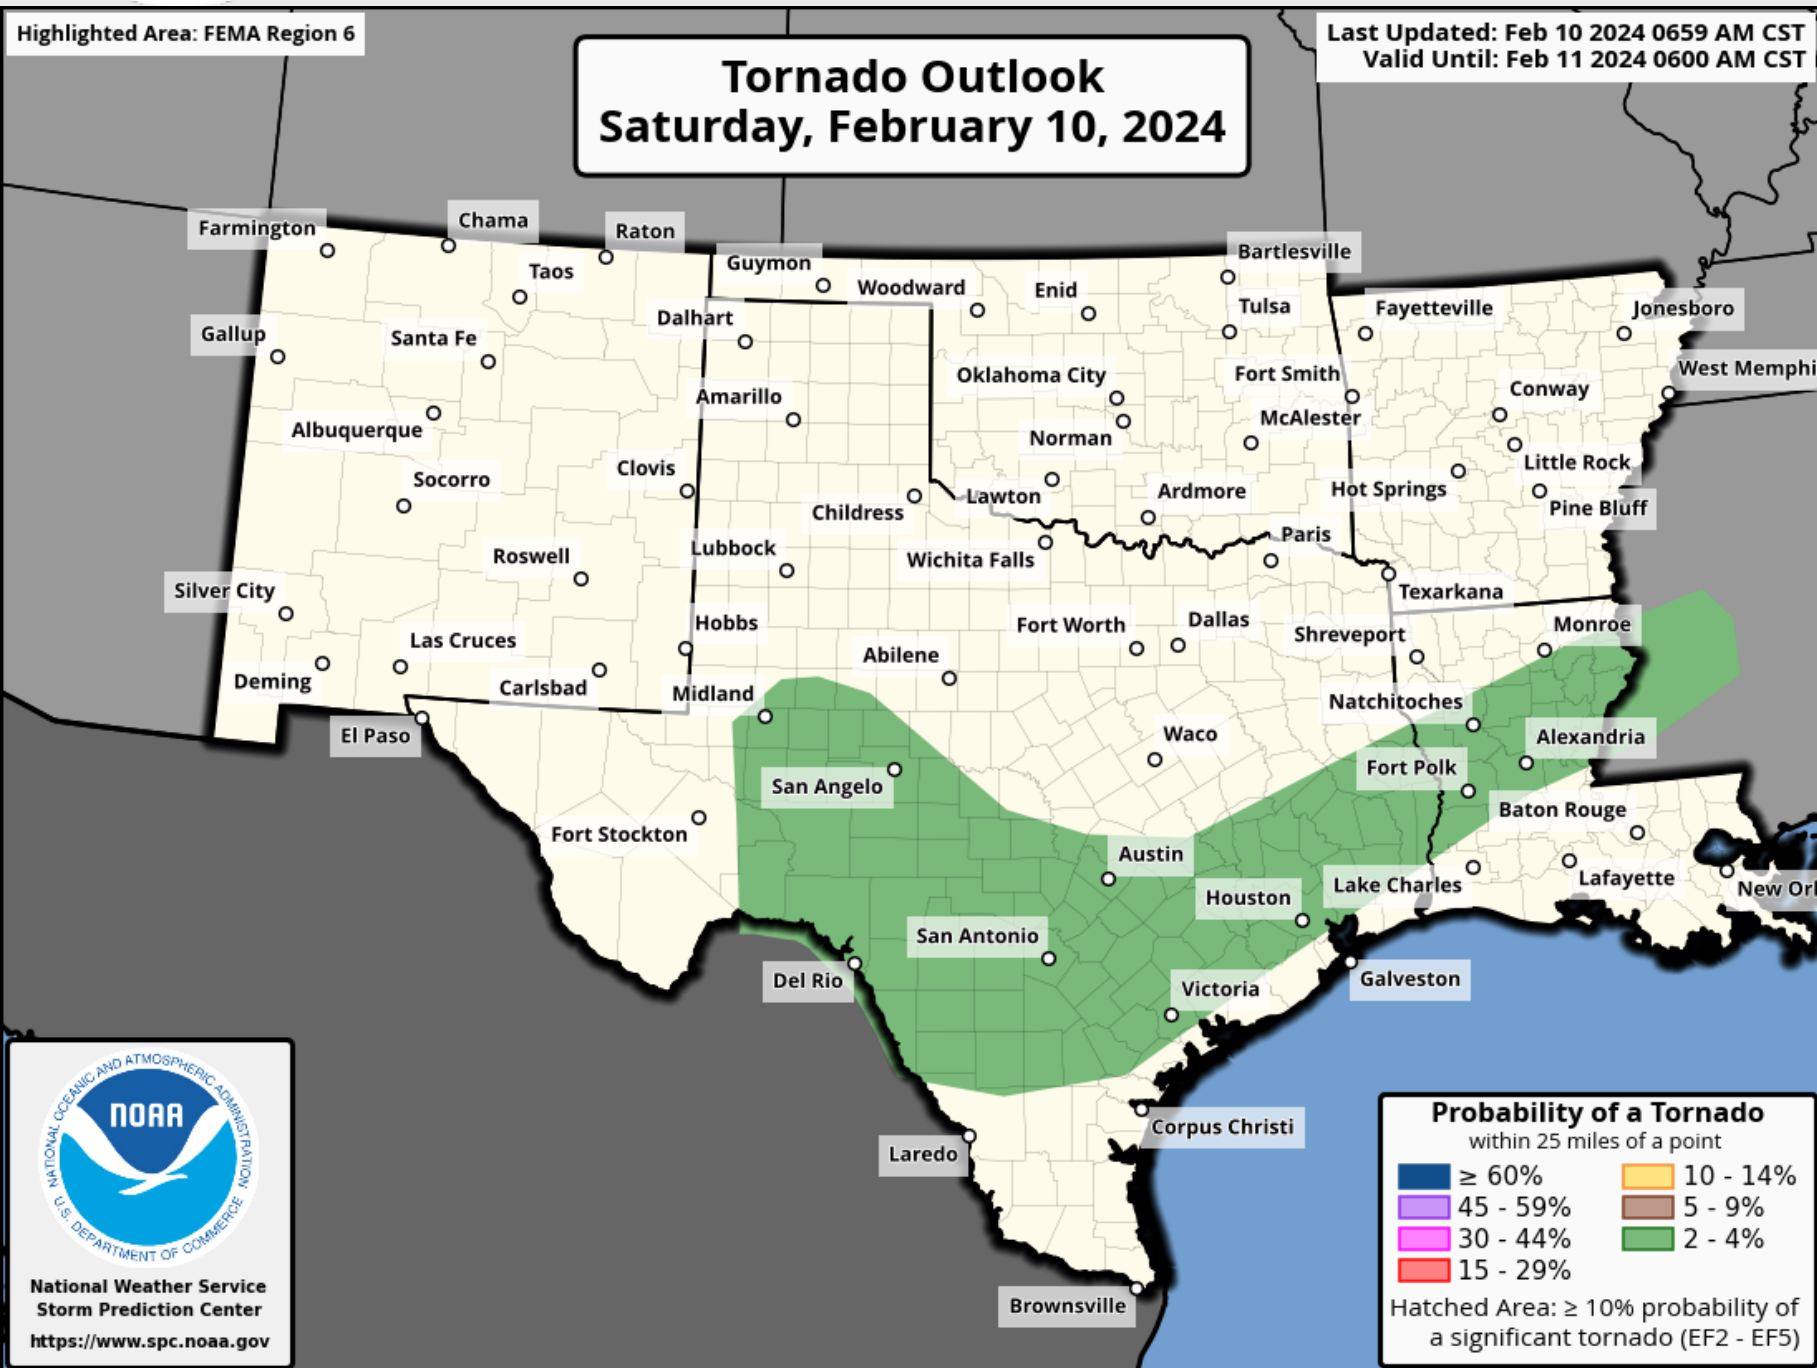 Highlighted Area: FEMA Region 6
Last Updated: Feb 10 2024 0659 AM CST
Valid Until: Feb 11 2024 0600 AM CST
Tornado Outlook
Saturday, February 10, 2024
Farmington
Chama
Raton
Taos
Guymon
Woodward
Enid
Bartlesville
Tulsa
Fayetteville
Jonesboro
Gallup
Santa Fe
Dalhart
Oklahoma City
Fort Smith
West Memphi
Albuquerque
Amarillo
Norman
McAlester
Conway
Socorro
Clovis
Childress
Lawton
Ardmore
Hot Springs
Little Rock
Pine Bluff
Roswell
Lubbock
Wichita Falls
Paris
Texarkana
Silver City
Las Cruces
Hobbs
Fort Worth
Dallas
Shreveport
Monroe
Deming
Carlsbad
Midland
Abilene
Natchitoches
El Paso
Waco
Alexandria
San Angelo
Fort Polk
Fort Stockton
Baton Rouge
Austin
Houston
Lake Charles
Lafayette
New Orl
San Antonio
Del Rio
Victoria
Galveston
Laredo
Corpus Christi
Brownsville
NATIONAL OCEANIC AND ATMOSPHERIC ADMINISTRATION
NOAA
U.S. DEPARTMENT OF COMMERCE
National Weather Service
Storm Prediction Center
https://www.spc.noaa.gov
Probability of a Tornado
within 25 miles of a point
≥ 60% 10 - 14%
45 - 59% 5 - 9%
30 - 44% 2 - 4%
15 - 29%
Hatched Area: ≥ 10% probability of
a significant tornado (EF2 - EF5)